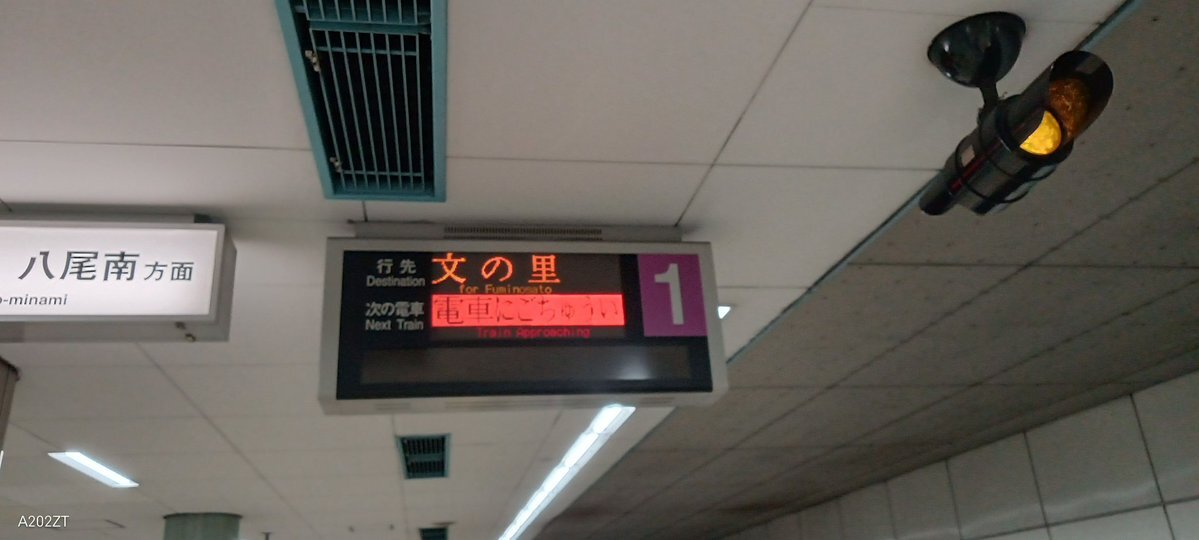 八尾南方面
o-minami
行先
Destination
文の里
for Fuminosato
次の電車
Next Train
電車にごちゅうい
Train Approaching
1
A202ZT